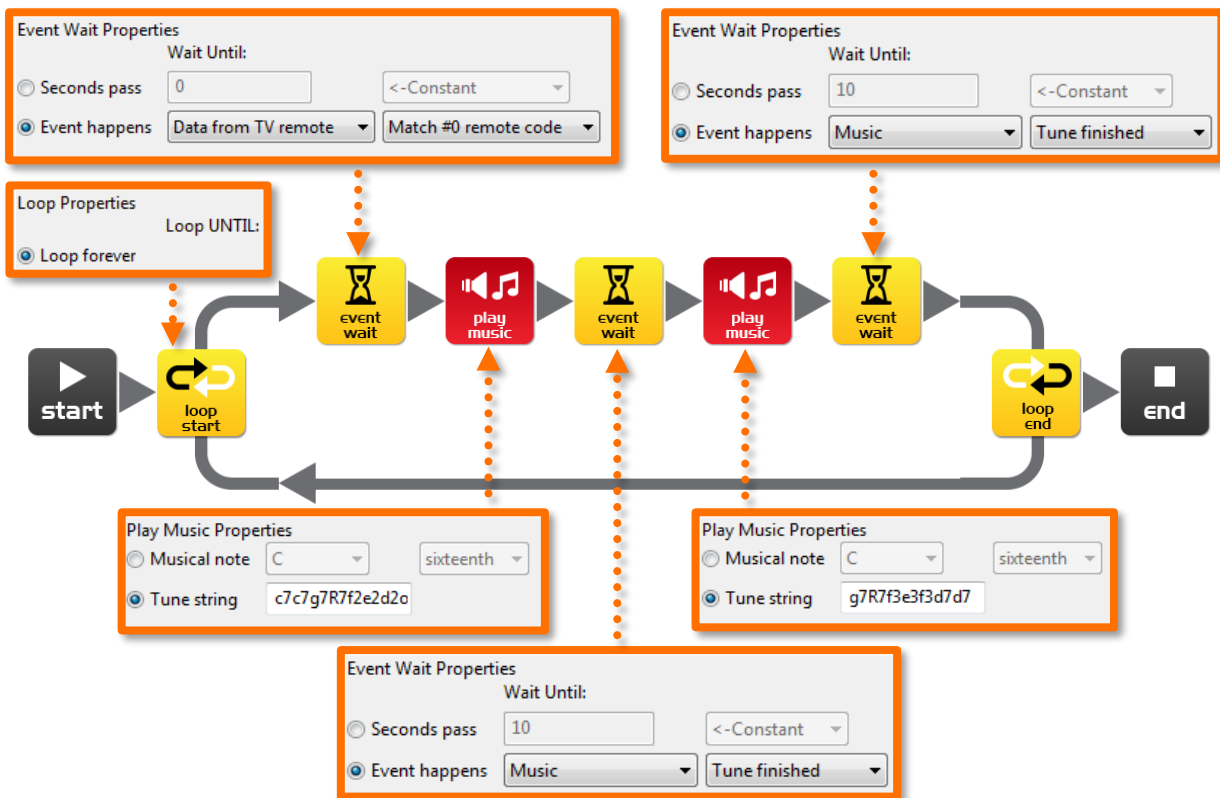 Event Wait Properties
Wait Until:
Seconds pass 0 <-Constant
Event happens Data from TV remote Match #0 remote code
Event Wait Properties
Wait Until:
Seconds pass 10 <-Constant
Event happens Music Tune finished
Loop Properties
Loop UNTIL:
Loop forever
event
wait
play
music
event
wait
play
music
event
wait
start
loop
start
loop
end
end
Play Music Properties
Musical note C sixteenth
Tune string c7c7g7R7f2e2d2o
Play Music Properties
Musical note C sixteenth
Tune string g7R7f3e3f3d7d7
Event Wait Properties
Wait Until:
Seconds pass 10 <-Constant
Event happens Music Tune finished